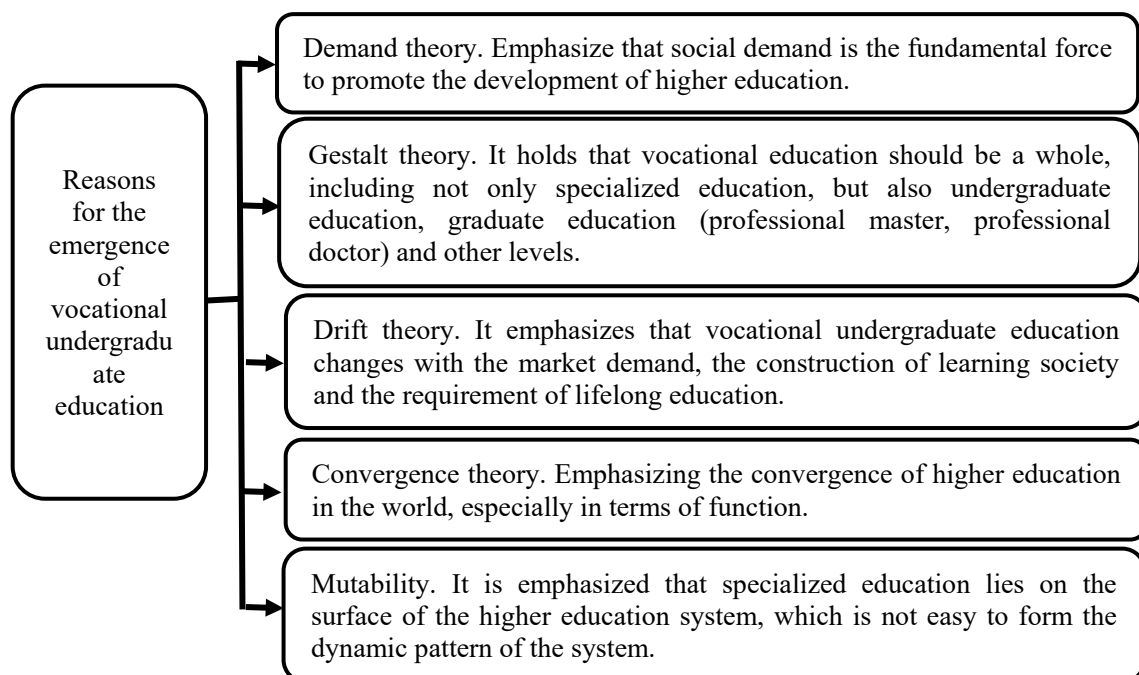 Reasons
for the
emergence
of
vocational
undergradu
ate
education
Demand theory. Emphasize that social demand is the fundamental force
to promote the development of higher education.
Gestalt theory. It holds that vocational education should be a whole,
including not only specialized education, but also undergraduate
education, graduate education (professional master, professional
doctor) and other levels.
Drift theory. It emphasizes that vocational undergraduate education
changes with the market demand, the construction of learning society
and the requirement of lifelong education.
Convergence theory. Emphasizing the convergence of higher education
in the world, especially in terms of function.
Mutability. It is emphasized that specialized education lies on the
surface of the higher education system, which is not easy to form the
dynamic pattern of the system.